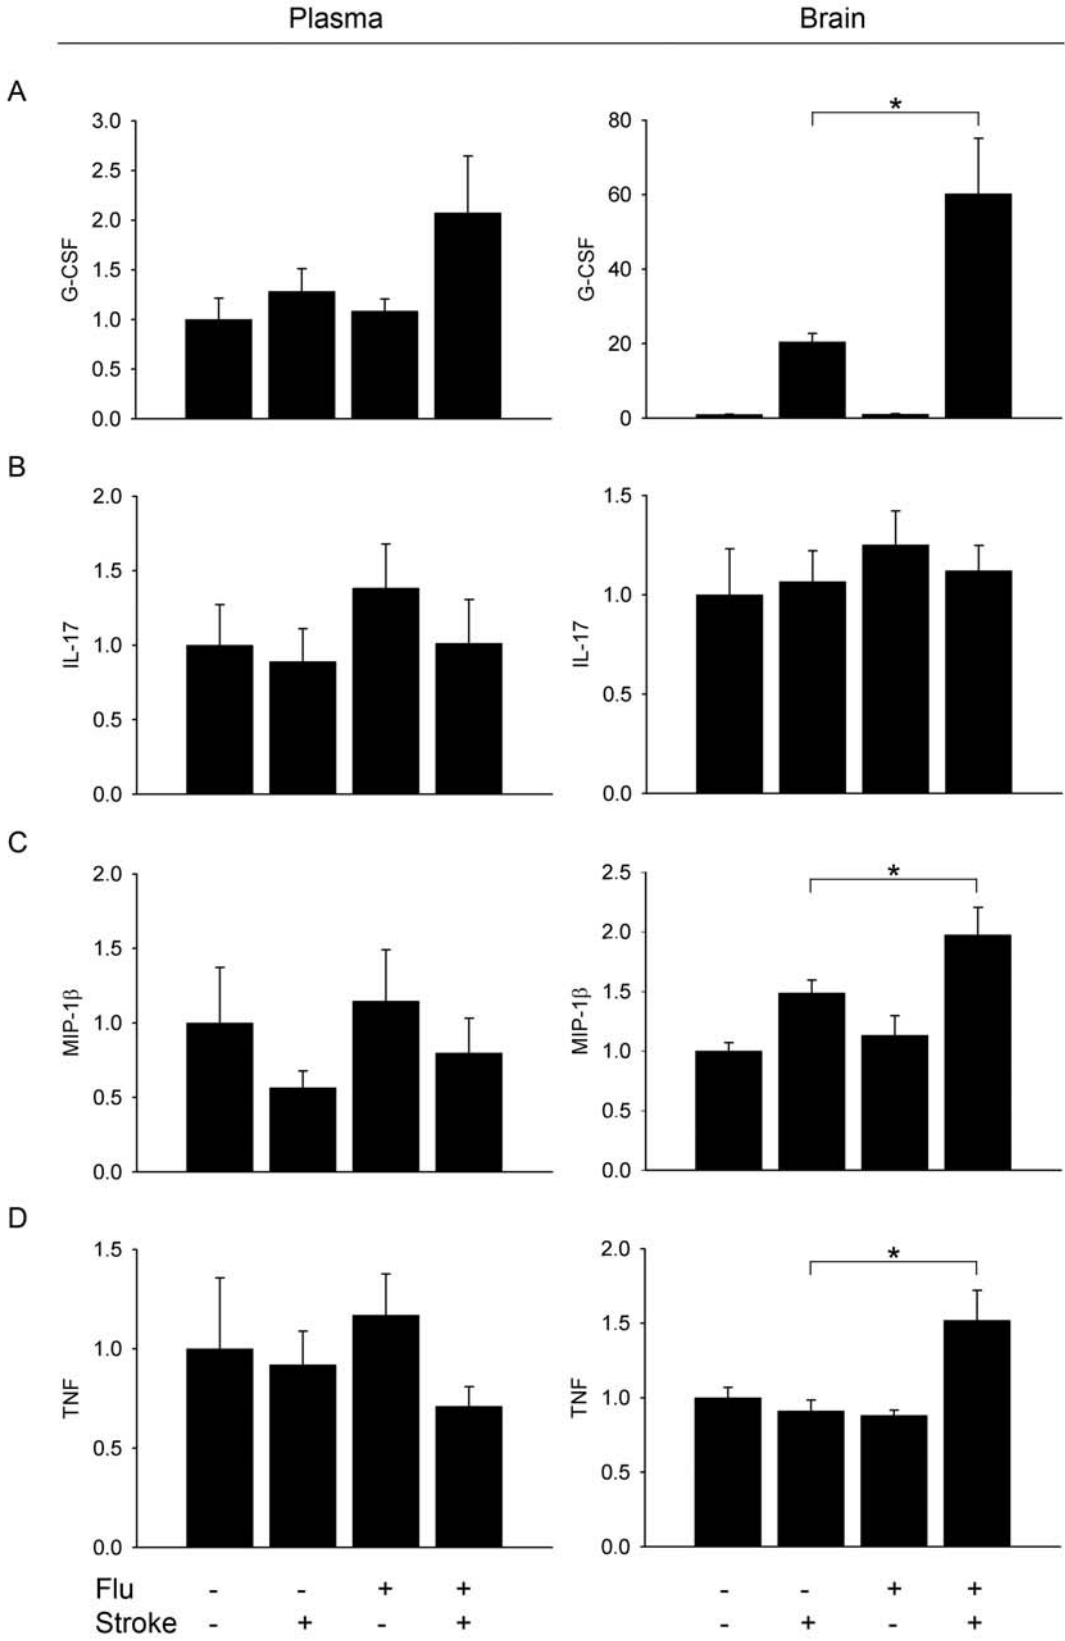 Plasma Brain
A
3.0 80
2.5
2.0 60
G-CSF 1.5 G-CSF 40
1.0
0.5 20
0.0 0
*
B
2.0 1.5
1.5
IL-17 1.0 IL-17 1.0
0.5 0.5
0.0 0.0
C
2.0 2.5
1.5 2.0
MIP-1β 1.0 MIP-1β 1.5
0.5 1.0
0.0 0.5
0.0
*
D
1.5 2.0
1.0 1.5
TNF 0.5 TNF 1.0
0.0 0.5
0.0
*
Flu - - + + - - + +
Stroke - + - + - + - +